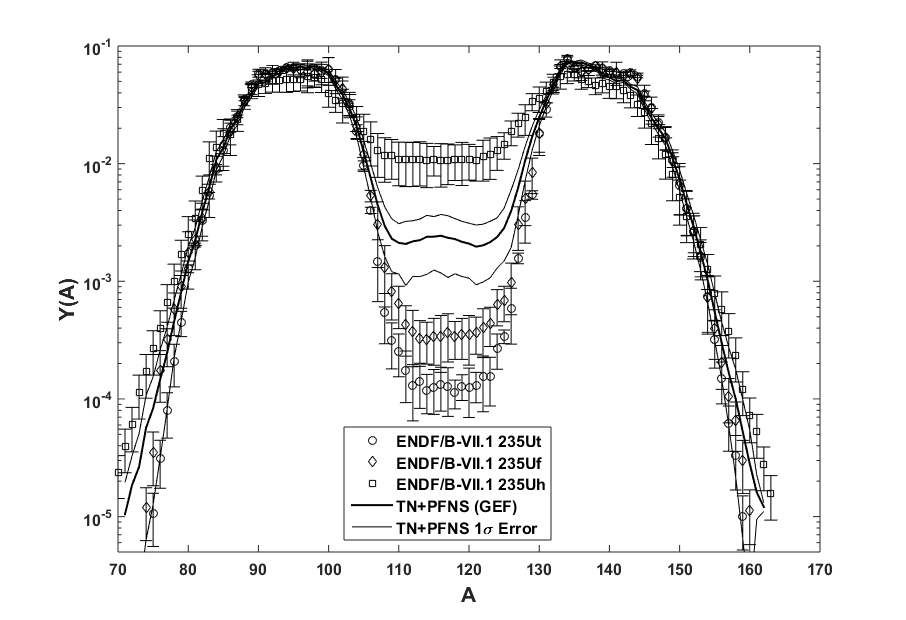 10⁻¹
10⁻²
10⁻³
10⁻⁴
10⁻⁵
Y(A)
ENDF/B-VII.1 235Ut
ENDF/B-VII.1 235Uf
ENDF/B-VII.1 235Uh
TN+PFNS (GEF)
TN+PFNS 1σ Error
70 80 90 100 110 120 130 140 150 160 170
A